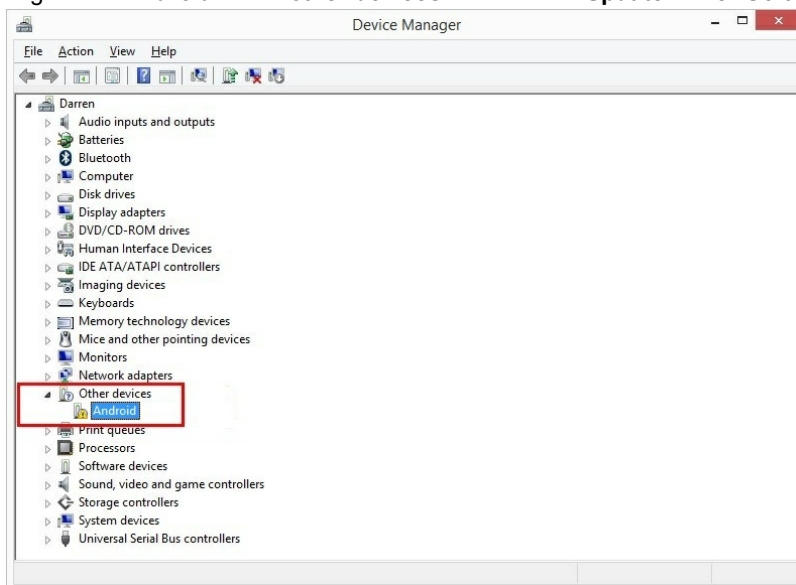 Device Manager
File Action View Help
Darren
Audio inputs and outputs
Batteries
Bluetooth
Computer
Disk drives
Display adapters
DVD/CD-ROM drives
Human Interface Devices
IDE ATA/ATAPI controllers
Imaging devices
Keyboards
Memory technology devices
Mice and other pointing devices
Monitors
Network adapters
Other devices
Android
Print queues
Processors
Software devices
Sound, video and game controllers
Storage controllers
System devices
Universal Serial Bus controllers